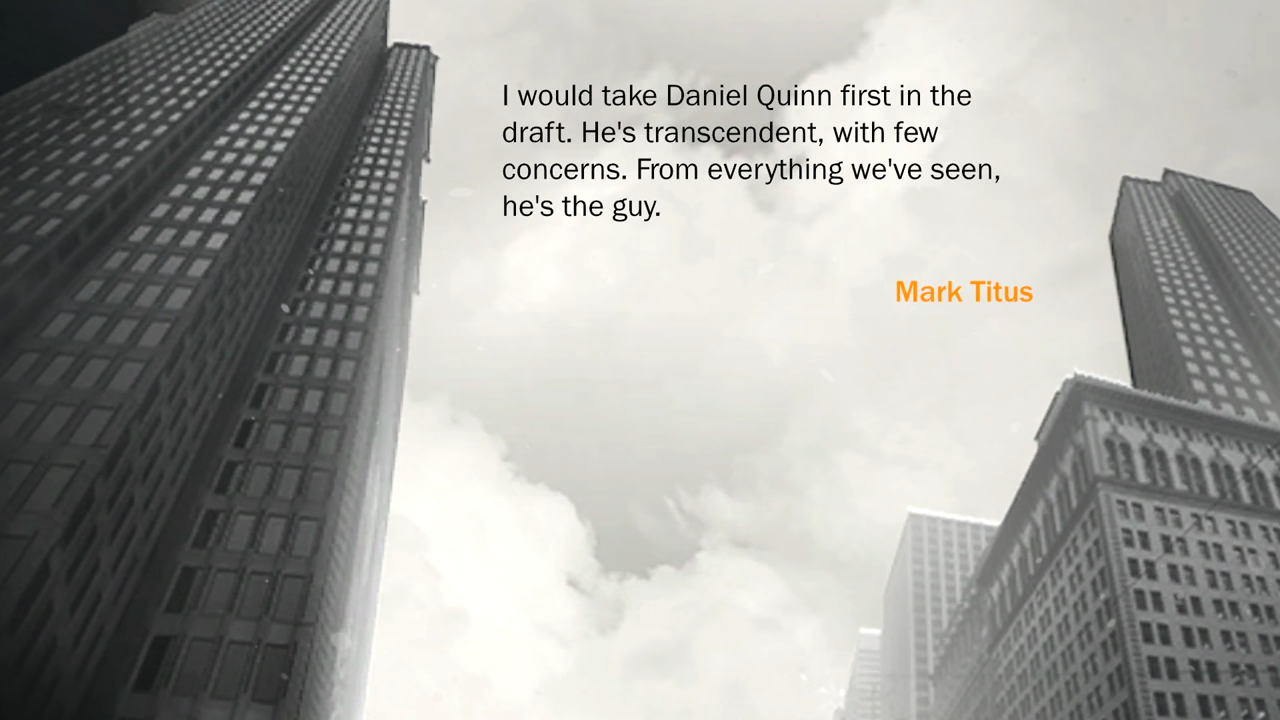 I would take Daniel Quinn first in the
draft. He's transcendent, with few
concerns. From everything we've seen,
he's the guy.
Mark Titus